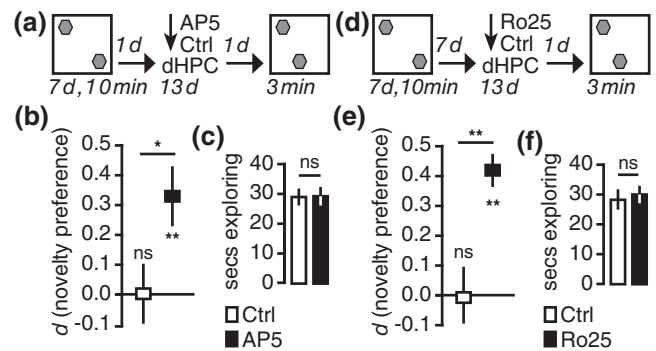 (a) 1d AP5 Ctrl dHPC 13d 1d
7d, 10min 3min
(d) 7d Ro25 Ctrl dHPC 13d 1d
7d,10min 3min
(b)
d (novelty preference)
0.5
0.4
0.3
0.2
0.1
0.0
-0.1
ns
*
**
(c)
secs exploring
40
30
20
10
0
ns
Ctrl
AP5
(e)
d (novelty preference)
0.5
0.4
0.3
0.2
0.1
0.0
-0.1
ns
**
**
(f)
secs exploring
40
30
20
10
0
ns
Ctrl
Ro25